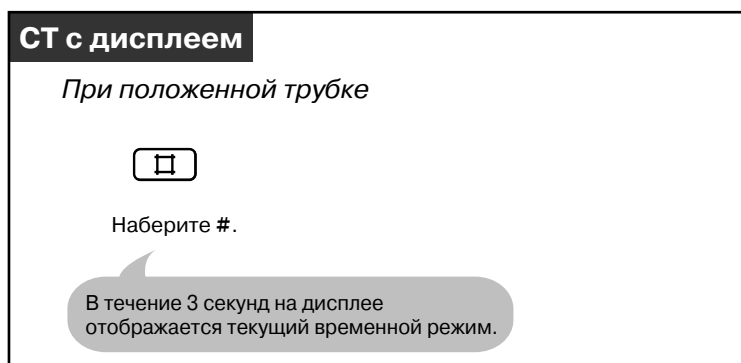 СТ с дисплеем
При положенной трубке
#
Наберите #.
В течение 3 секунд на дисплее
отображается текущий временной режим.